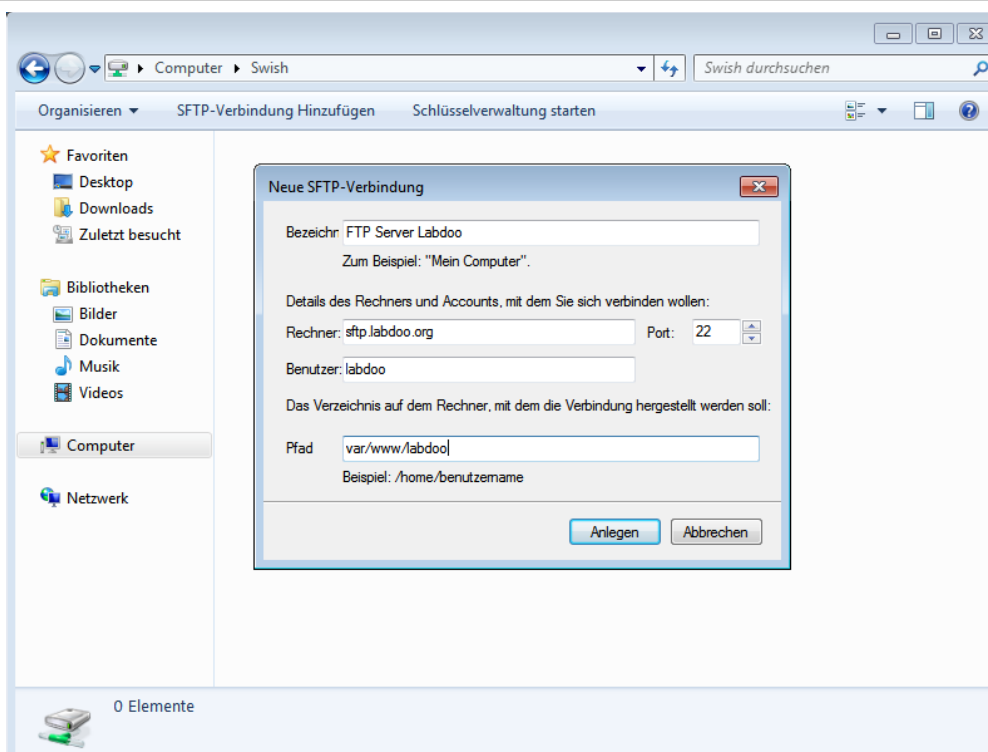 Computer Swish
Swish durchsuchen
Organisieren SFTP-Verbindung Hinzufügen Schlüsselverwaltung starten
Favoriten
Desktop
Downloads
Zuletzt besucht
Bibliotheken
Bilder
Dokumente
Musik
Videos
Computer
Netzwerk
Neue SFTP-Verbindung
Bezeichn FTP Server Labdoo
Zum Beispiel: "Mein Computer".
Details des Rechners und Accounts, mit dem Sie sich verbinden wollen:
Rechner: sftp.labdoo.org Port: 22
Benutzer: labdoo
Das Verzeichnis auf dem Rechner, mit dem die Verbindung hergestellt werden soll:
Pfad var/www/labdoo
Beispiel: /home/benutzername
Anlegen Abbrechen
0 Elemente